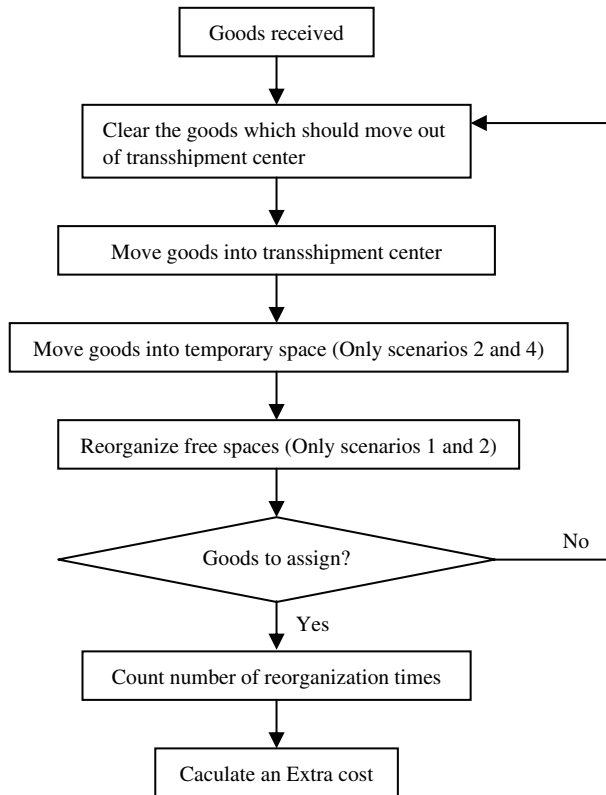 Goods received
Clear the goods which should move out
of transshipment center
Move goods into transshipment center
Move goods into temporary space (Only scenarios 2 and 4)
Reorganize free spaces (Only scenarios 1 and 2)
Goods to assign?
No
Yes
Count number of reorganization times
Caculate an Extra cost